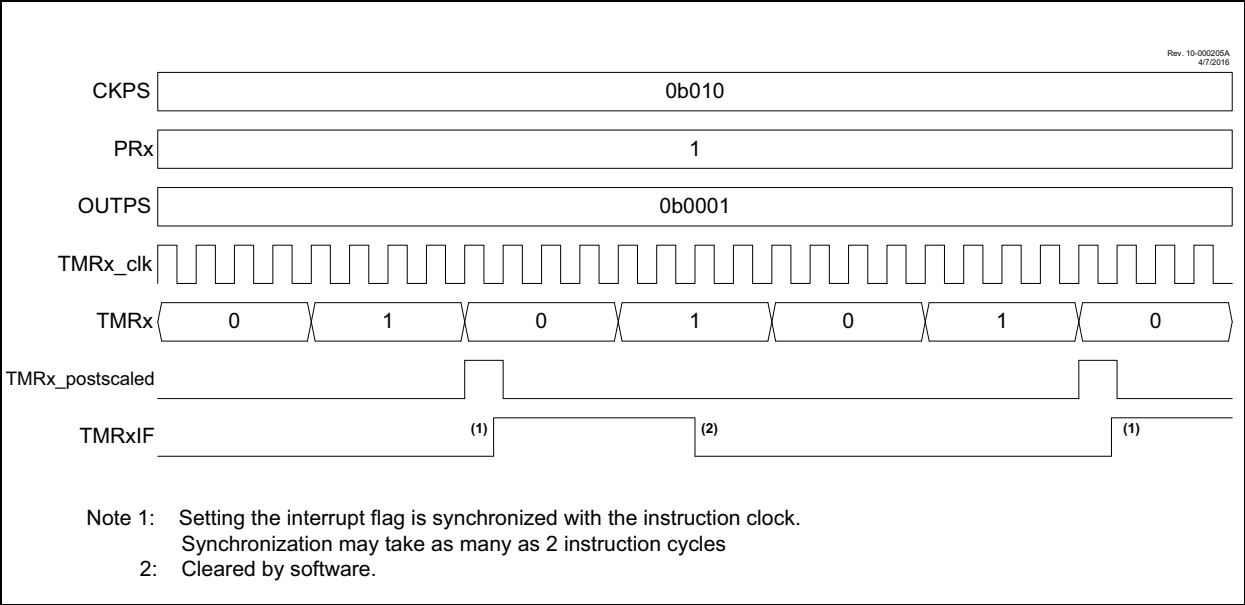 Rev. 10-000205A
4/7/2016
CKPS 0b010
PRx 1
OUTPS 0b0001
TMRx_clk
TMRx 0 1 0 1 0 1 0
TMRx_postscaled
TMRxIF (1) (2) (1)
Note 1: Setting the interrupt flag is synchronized with the instruction clock.
Synchronization may take as many as 2 instruction cycles
2: Cleared by software.